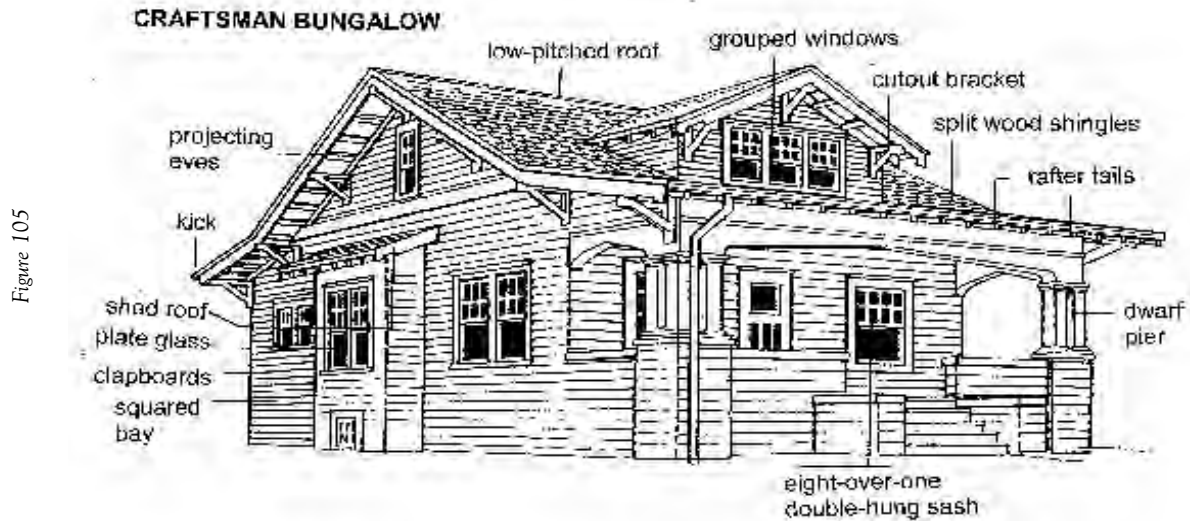 CRAFTSMAN BUNGALOW
low-pitched roof
grouped windows
cutout bracket
split wood shingles
rafter tails
projecting
eves
kick
shed roof
plate glass
clapboards
squared
bay
dwarf
pier
eight-over-one
double-hung sash
Figure 105